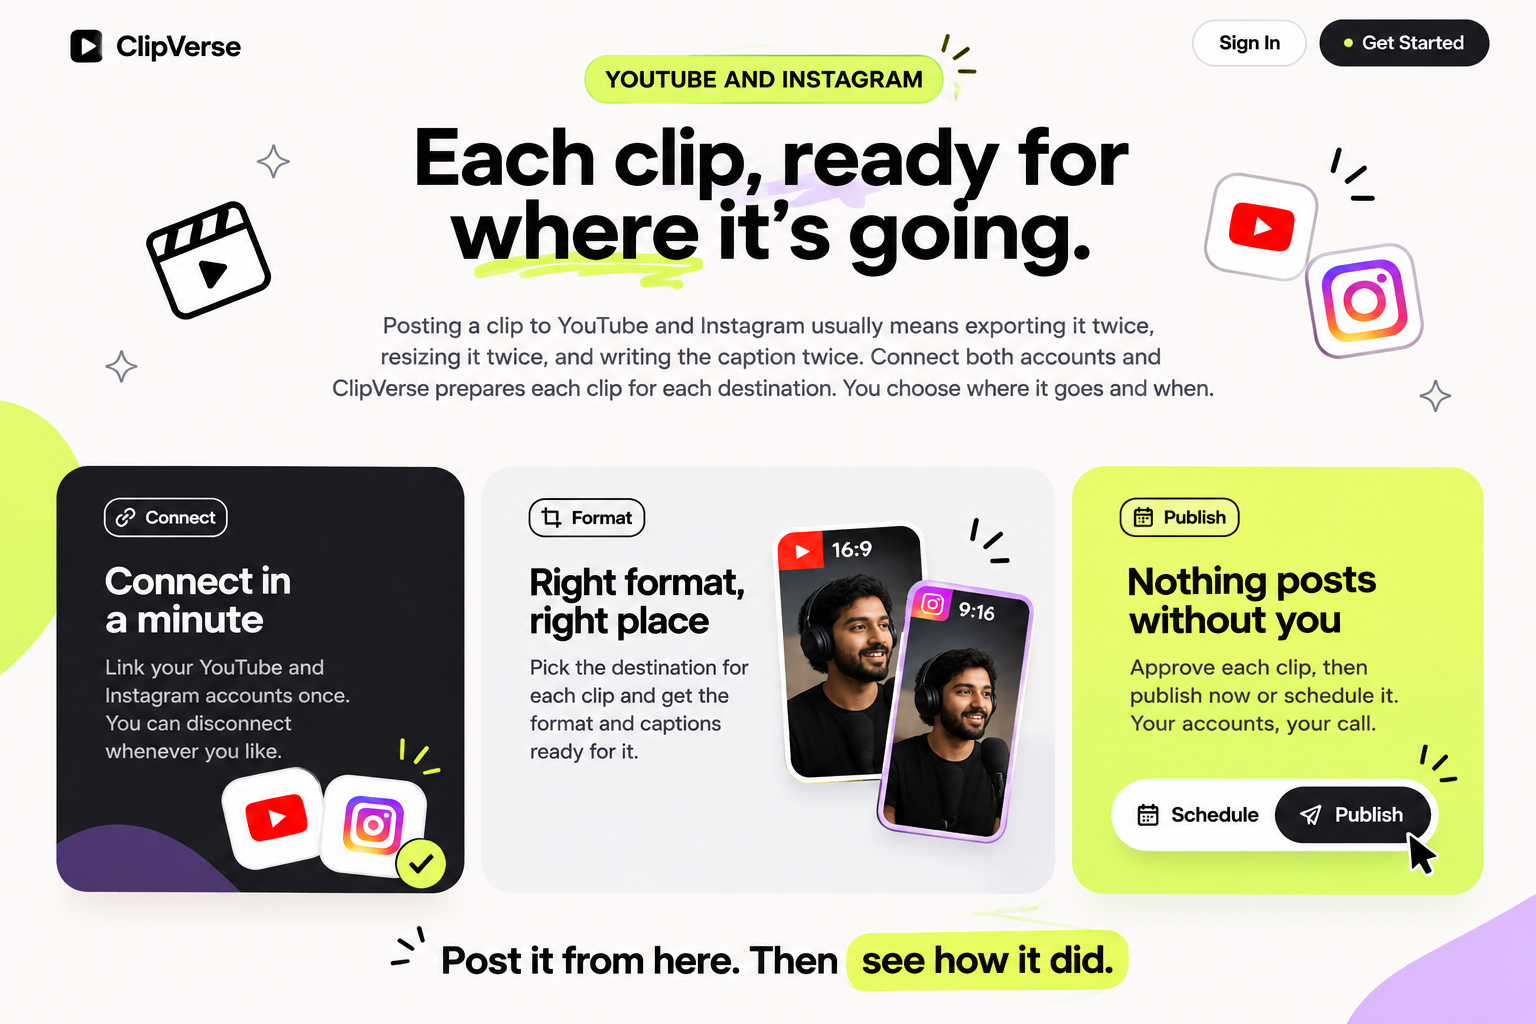 ClipVerse
Sign In
Get Started
YOUTUBE AND INSTAGRAM
Each clip, ready for
where it’s going.
Posting a clip to YouTube and Instagram usually means exporting it twice,
resizing it twice, and writing the caption twice. Connect both accounts and
ClipVerse prepares each clip for each destination. You choose where it goes and when.
Connect
Connect in
a minute
Link your YouTube and
Instagram accounts once.
You can disconnect
whenever you like.
Format
Right format,
right place
Pick the destination for
each clip and get the
format and captions
ready for it.
16:9
9:16
Publish
Nothing posts
without you
Approve each clip, then
publish now or schedule it.
Your accounts, your call.
Schedule
Publish
Post it from here. Then see how it did.